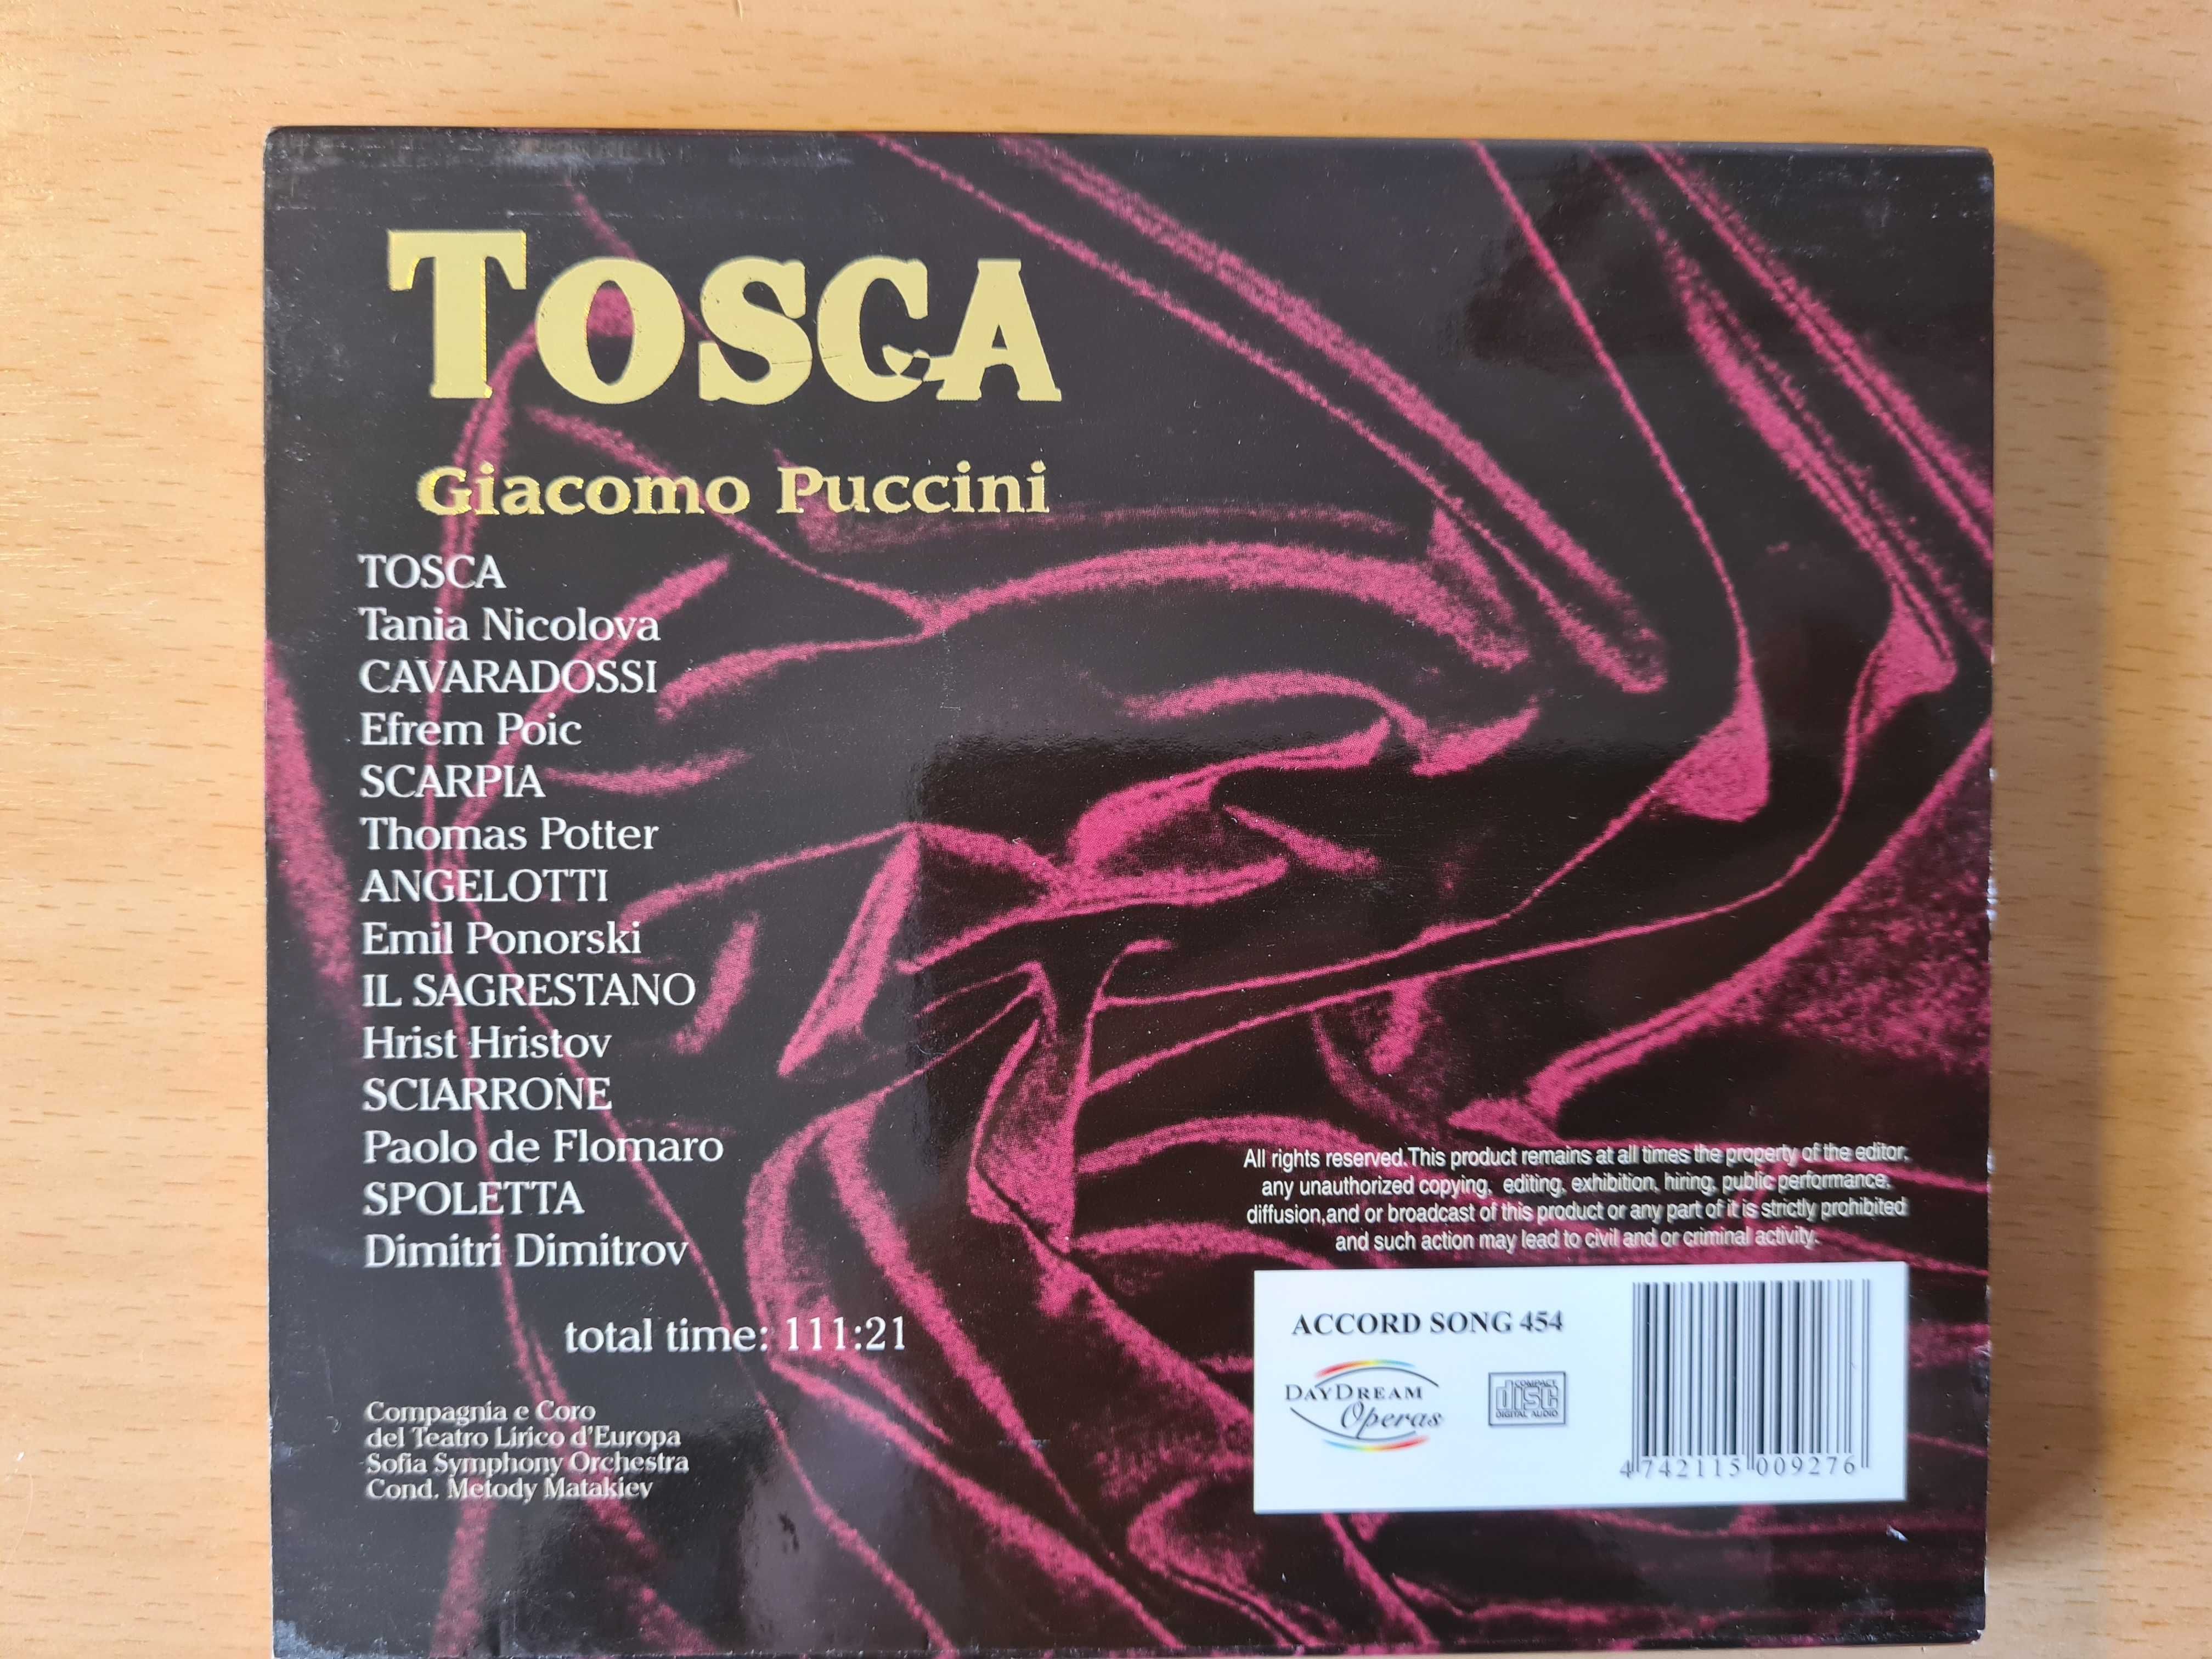 TOSCA
Giacomo Puccini
TOSCA
Tania Nicolova
CAVARADOSSI
Efrem Poic
SCARPIA
Thomas Potter
ANGELOTTI
Emil Ponorski
IL SAGRESTANO
Hrist Hristov
SCIARRONE
Paolo de Flomaro
SPOLETTA
Dimitri Dimitrov
total time: 111:21
Compagnia e Coro
del Teatro Lirico d'Europa
Sofia Symphony Orchestra
Cond. Metody Matakiev
All rights reserved.This product remains at all times the property of the editor.
any unauthorized copying, editing, exhibition, hiring, public performance,
diffusion,and or broadcast of this product or any part of it is strictly prohibited
and such action may lead to civil and or criminal activity.
ACCORD SONG 454
DAYDREAM
Operas
COMPACT
disc
DIGITAL AUDIO
4 742115 009276